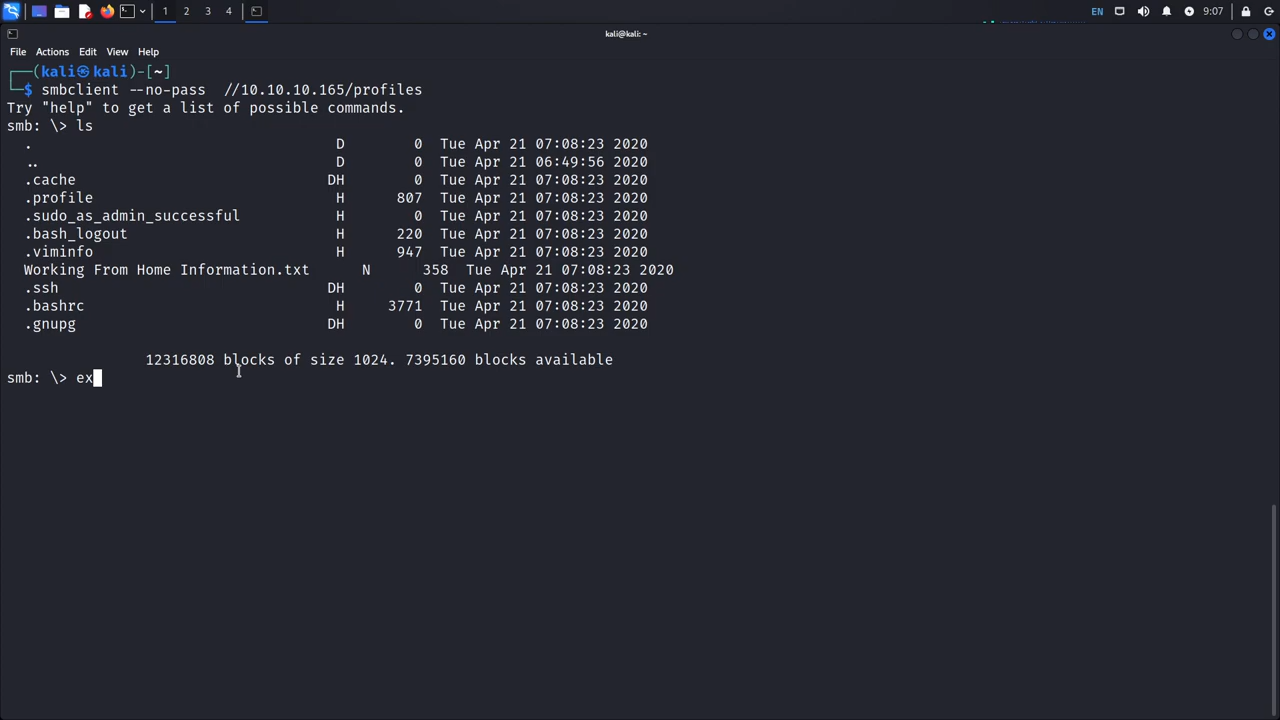 1 2 3 4 EN 9:07
kali@kali: ~
File Actions Edit View Help
┌──(kali㉿kali)-[~]
└─$ smbclient --no-pass //10.10.10.165/profiles
Try "help" to get a list of possible commands.
smb: \> ls
. D 0 Tue Apr 21 07:08:23 2020
.. D 0 Tue Apr 21 06:49:56 2020
.cache DH 0 Tue Apr 21 07:08:23 2020
.profile H 807 Tue Apr 21 07:08:23 2020
.sudo_as_admin_successful H 0 Tue Apr 21 07:08:23 2020
.bash_logout H 220 Tue Apr 21 07:08:23 2020
.viminfo H 947 Tue Apr 21 07:08:23 2020
Working From Home Information.txt N 358 Tue Apr 21 07:08:23 2020
.ssh DH 0 Tue Apr 21 07:08:23 2020
.bashrc H 3771 Tue Apr 21 07:08:23 2020
.gnupg DH 0 Tue Apr 21 07:08:23 2020
12316808 blocks of size 1024. 7395160 blocks available
smb: \> ex